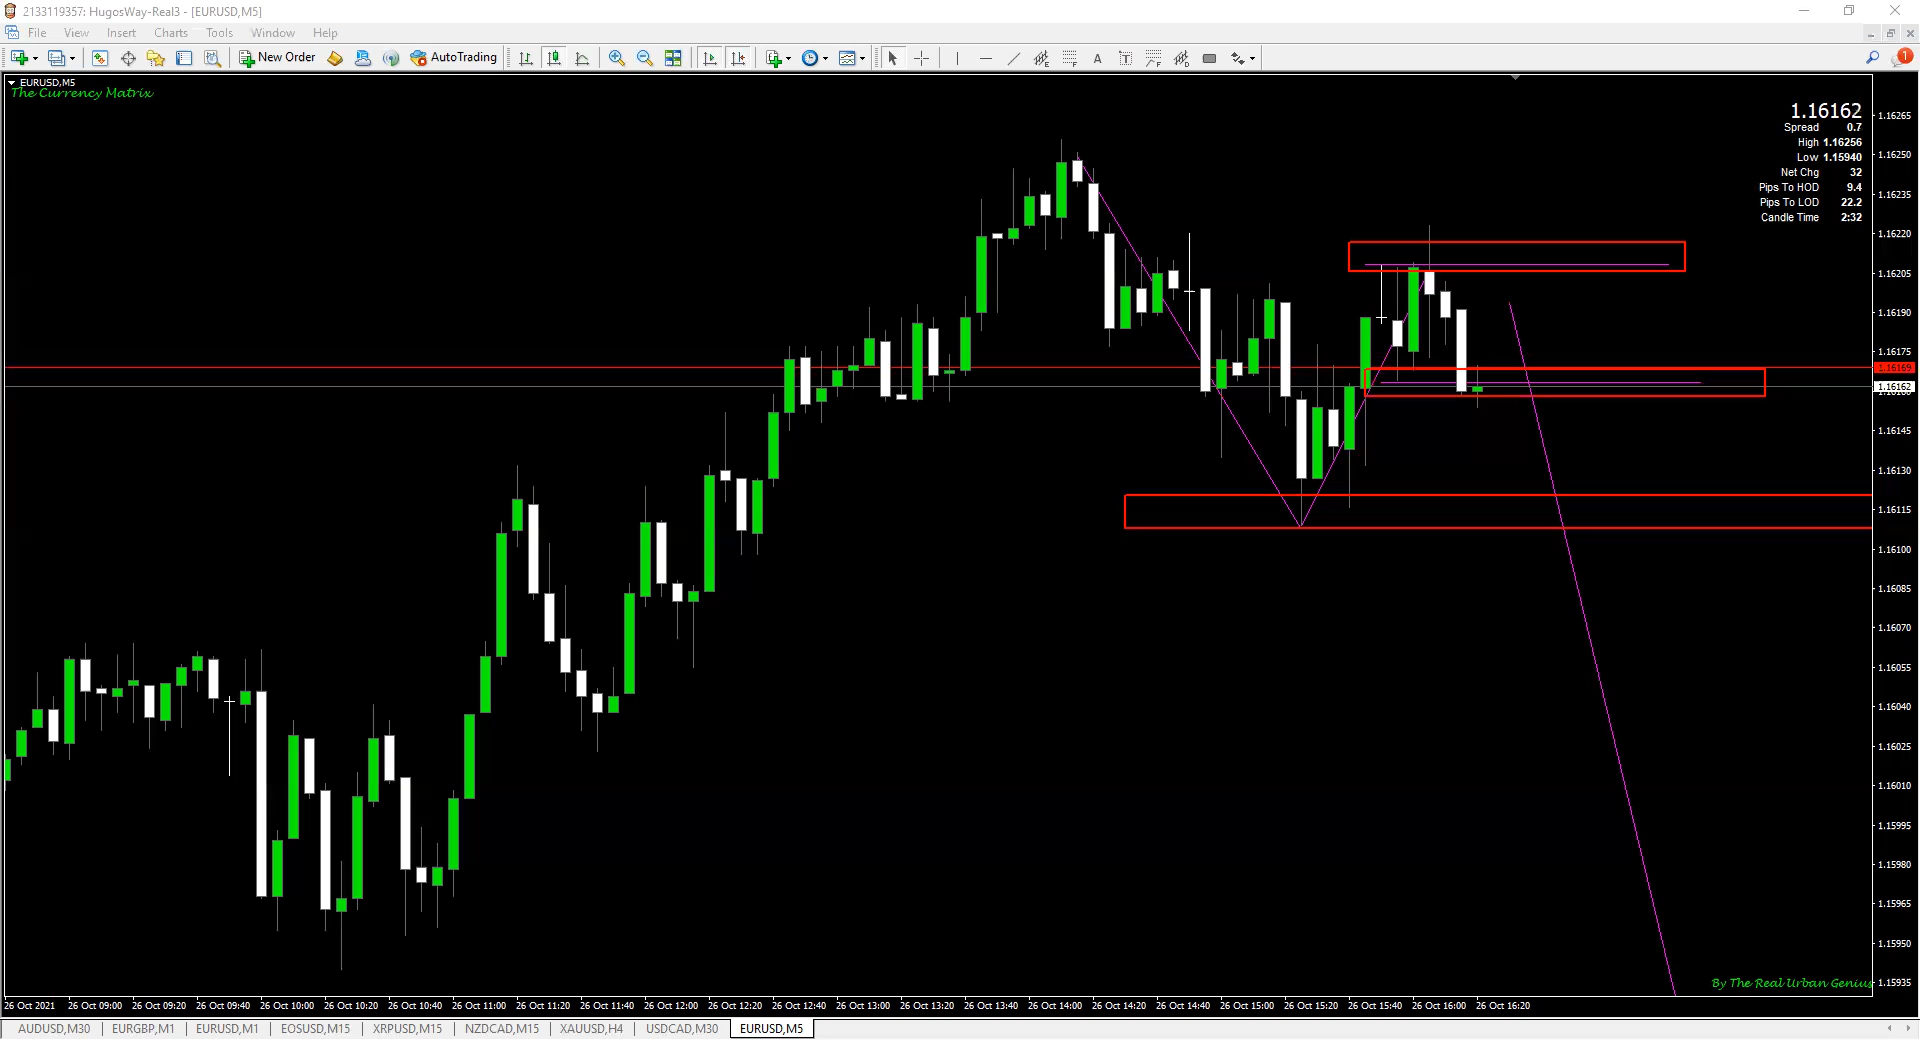 2133119357: HugosWay-Real3 - [EURUSD,M5]
File View Insert Charts Tools Window Help
New Order AutoTrading
1
EURUSD,M5
The Currency Matrix
1.16162
Spread 0.7
High 1.16256
Low 1.15940
Net Chg 32
Pips To HOD 9.4
Pips To LOD 22.2
Candle Time 2:32
1.16265
1.16250
1.16235
1.16220
1.16205
1.16190
1.16175
1.16169
1.16162
1.16145
1.16130
1.16115
1.16100
1.16085
1.16070
1.16055
1.16040
1.16025
1.16010
1.15995
1.15980
1.15965
1.15950
1.15935
By The Real Urban Genius
26 Oct 2021 26 Oct 09:00 26 Oct 09:20 26 Oct 09:40 26 Oct 10:00 26 Oct 10:20 26 Oct 10:40 26 Oct 11:00 26 Oct 11:20 26 Oct 11:40 26 Oct 12:00 26 Oct 12:20 26 Oct 12:40 26 Oct 13:00 26 Oct 13:20 26 Oct 13:40 26 Oct 14:00 26 Oct 14:20 26 Oct 14:40 26 Oct 15:00 26 Oct 15:20 26 Oct 15:40 26 Oct 16:00 26 Oct 16:20
AUDUSD,M30 EURGBP,M1 EURUSD,M1 EOSUSD,M15 XRPUSD,M15 NZDCAD,M15 XAUUSD,H4 USDCAD,M30 EURUSD,M5